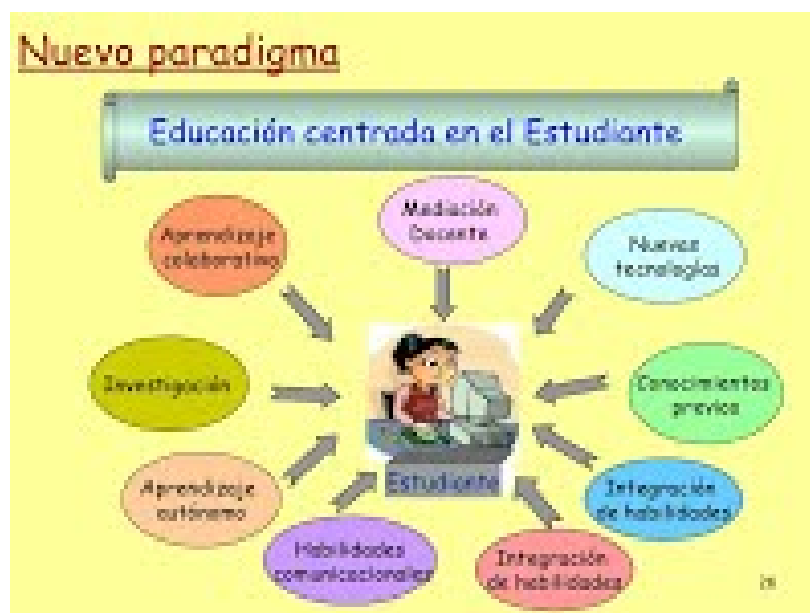 Nuevo paradigma
Educación centrada en el Estudiante
Mediación
Docente
Aprendizaje
colaborativo
Nuevas
tecnologías
Investigación
Conocimientos
previos
Aprendizaje
autónomo
Integración
de habilidades
Estudiante
Habilidades
comunicacionales
Integración
de habilidades